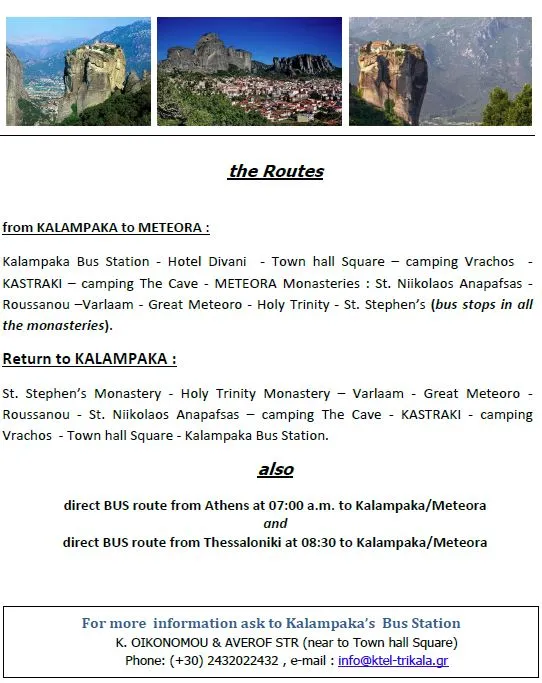 the Routes
from KALAMPAKA to METEORA :
Kalampaka Bus Station - Hotel Divani - Town hall Square – camping Vrachos -
KASTRAKI – camping The Cave - METEORA Monasteries : St. Niikolaos Anapafsas -
Roussanou –Varlaam - Great Meteoro - Holy Trinity - St. Stephen's (bus stops in all
the monasteries).
Return to KALAMPAKA :
St. Stephen's Monastery - Holy Trinity Monastery – Varlaam - Great Meteoro -
Roussanou - St. Niikolaos Anapafsas – camping The Cave - KASTRAKI - camping
Vrachos - Town hall Square - Kalampaka Bus Station.
also
direct BUS route from Athens at 07:00 a.m. to Kalampaka/Meteora
and
direct BUS route from Thessaloniki at 08:30 to Kalampaka/Meteora
For more information ask to Kalampaka's Bus Station
K. OIKONOMOU & AVEROF STR (near to Town hall Square)
Phone: (+30) 2432022432 , e-mail : info@ktel-trikala.gr